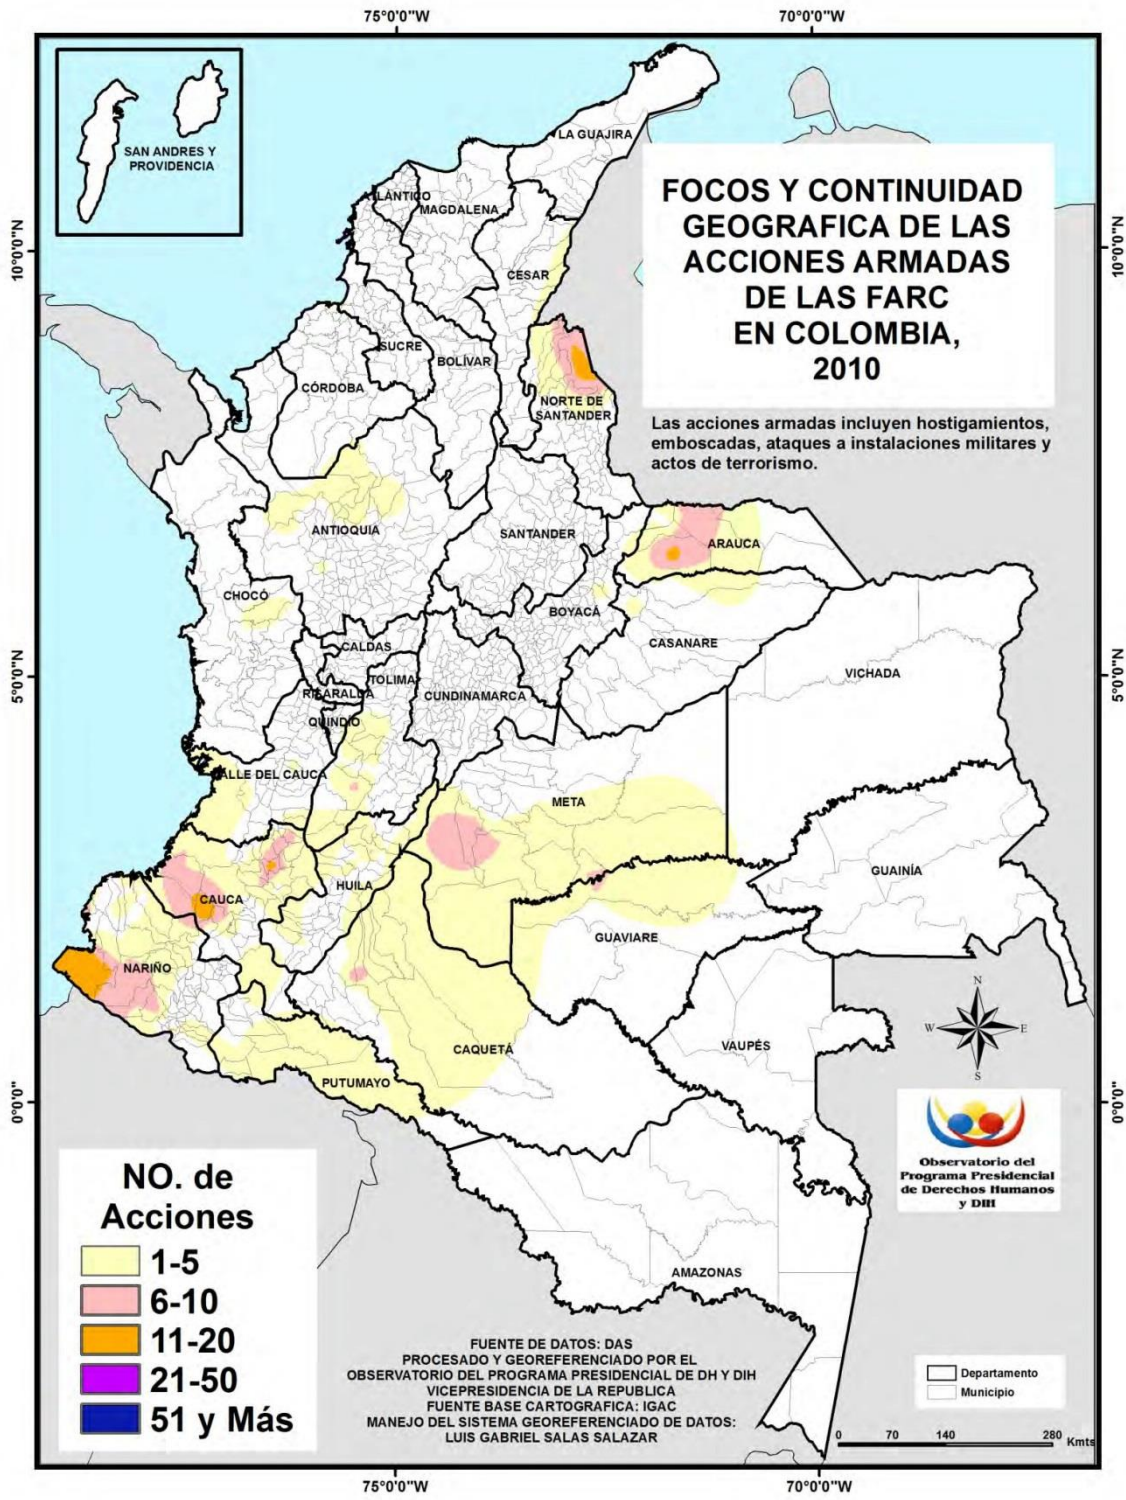 75°0'0"W
70°0'0"W
SAN ANDRES Y
PROVIDENCIA
LA GUAJIRA
FOCOS Y CONTINUIDAD
GEOGRAFICA DE LAS
ACCIONES ARMADAS
DE LAS FARC
EN COLOMBIA,
2010
ATLÁNTICO
MAGDALENA
10°0'0"N
10°0'0"N
CESAR
SUCRE
BOLÍVAR
CÓRDOBA
NORTE DE
SANTANDER
Las acciones armadas incluyen hostigamientos,
emboscadas, ataques a instalaciones militares y
actos de terrorismo.
ANTIOQUIA
SANTANDER
ARAUCA
CHOCÓ
BOYACÁ
CALDAS
CASANARE
5°0'0"N
5°0'0"N
TOLIMA
RISARALDA
CUNDINAMARCA
VICHADA
QUINDÍO
VALLE DEL CAUCA
META
HUILA
GUAINÍA
CAUCA
GUAVIARE
NARIÑO
N
W
E
S
VAUPÉS
CAQUETÁ
PUTUMAYO
0°0'0"
0°0'0"
Observatorio del
Programa Presidencial
de Derechos Humanos
y DIH
NO. de
Acciones
1-5
6-10
11-20
21-50
51 y Más
AMAZONAS
FUENTE DE DATOS: DAS
PROCESADO Y GEOREFERENCIADO POR EL
OBSERVATORIO DEL PROGRAMA PRESIDENCIAL DE DH Y DIH
VICEPRESIDENCIA DE LA REPUBLICA
FUENTE BASE CARTOGRAFICA: IGAC
MANEJO DEL SISTEMA GEOREFERENCIADO DE DATOS:
LUIS GABRIEL SALAS SALAZAR
Departamento
Municipio
0 70 140 280 Kmts
75°0'0"W
70°0'0"W